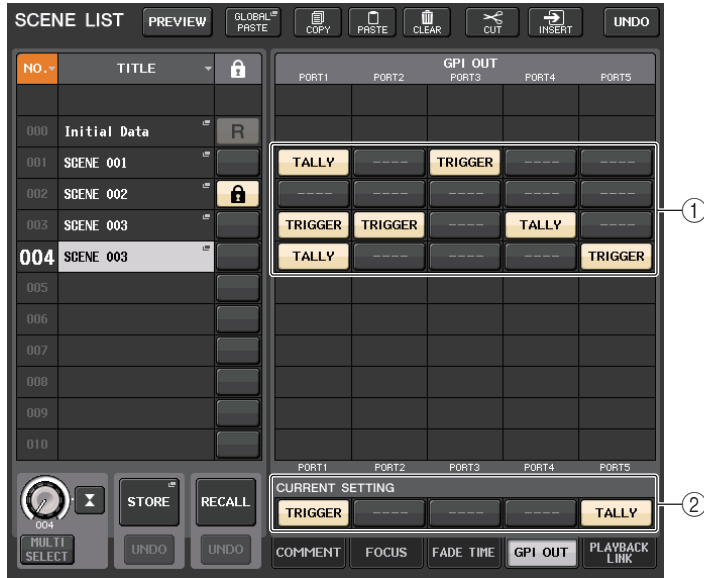 SCENE LIST PREVIEW GLOBAL PASTE COPY PASTE CLEAR CUT INSERT UNDO
NO. TITLE GPI OUT
PORT1 PORT2 PORT3 PORT4 PORT5
000 Initial Data R
001 SCENE 001 TALLY ---- TRIGGER ---- ----
002 SCENE 002 ---- ---- ---- ---- ----
003 SCENE 003 TRIGGER TRIGGER ---- TALLY ----
004 SCENE 003 TALLY ---- ---- ---- TRIGGER
①
005
006
007
008
009
010
PORT1 PORT2 PORT3 PORT4 PORT5
CURRENT SETTING
TRIGGER ---- ---- ---- TALLY
②
004 STORE RECALL
MULTI SELECT UNDO UNDO
COMMENT FOCUS FADE TIME GPI OUT PLAYBACK LINK